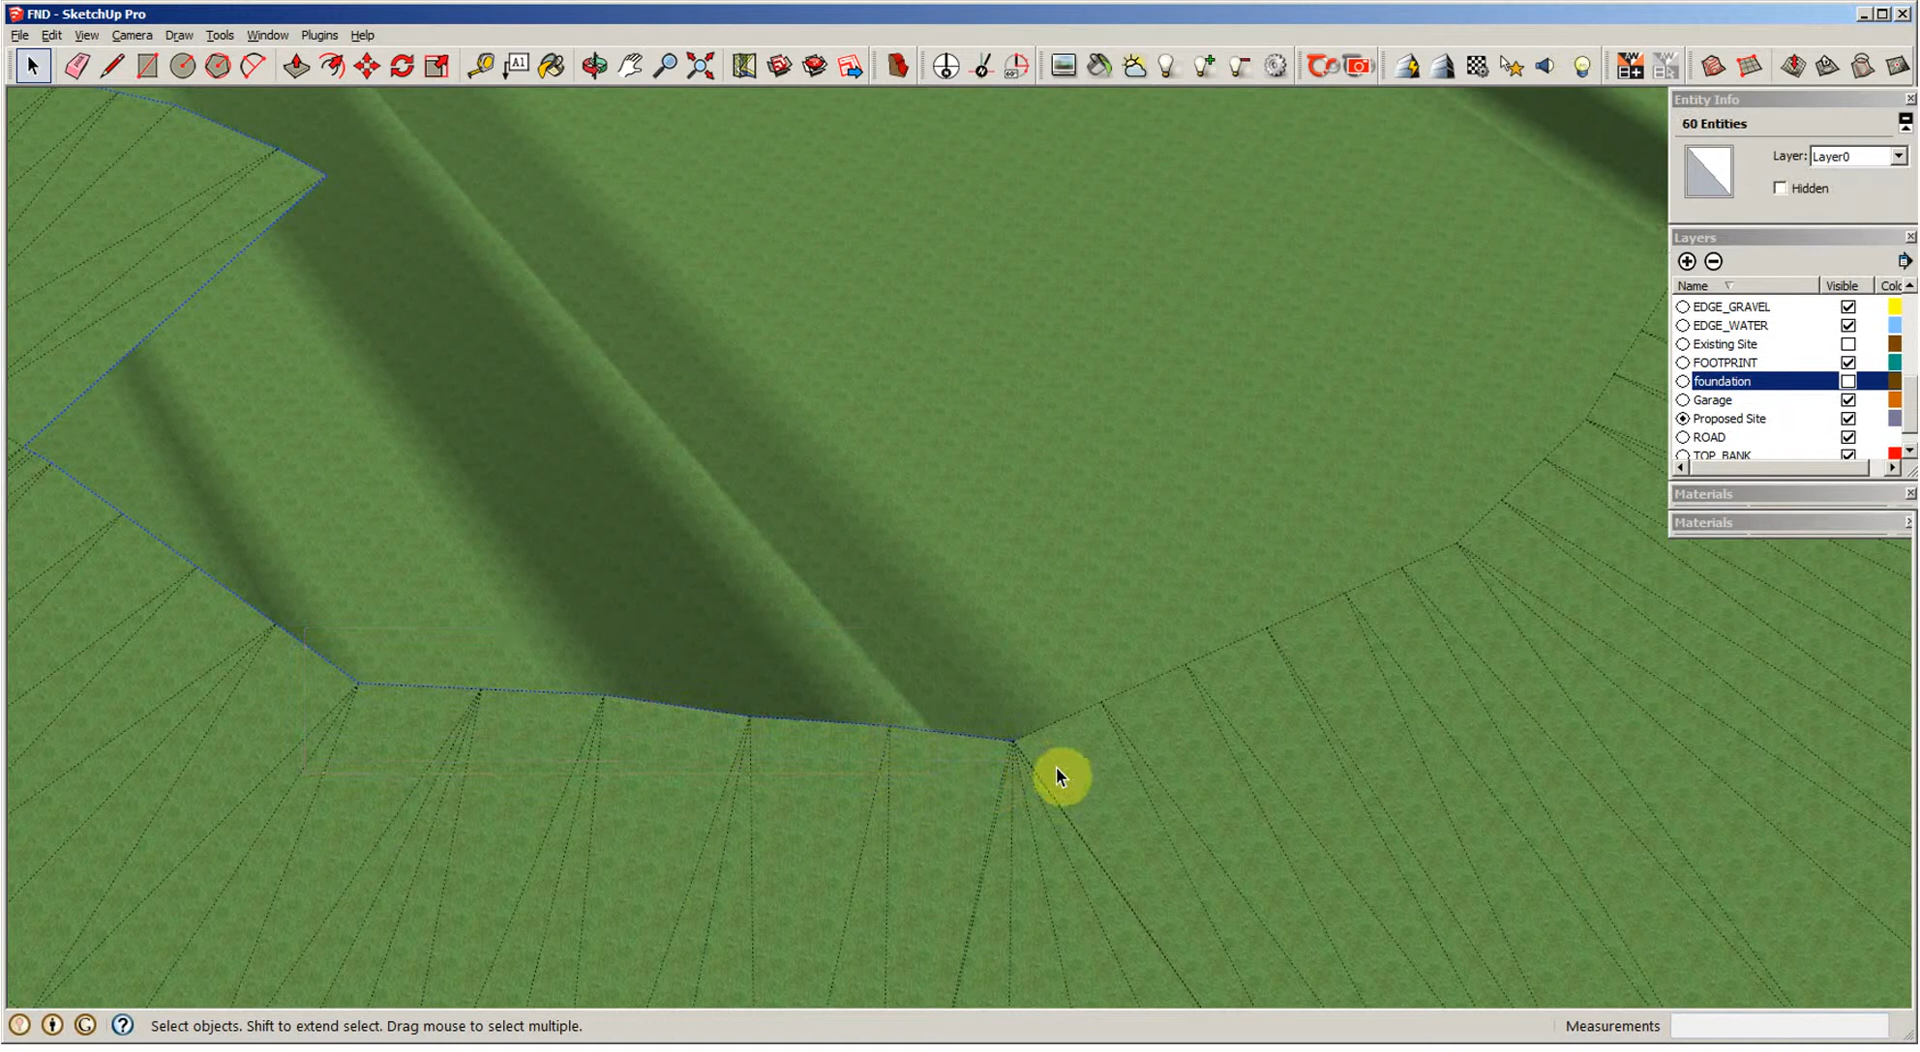 FND - SketchUp Pro
File Edit View Camera Draw Tools Window Plugins Help
A1
Entity Info
60 Entities
Layer: Layer0
Hidden
Layers
Name Visible Colo
EDGE_GRAVEL
EDGE_WATER
Existing Site
FOOTPRINT
foundation
Garage
Proposed Site
ROAD
TOP_BANK
Materials
Materials
Select objects. Shift to extend select. Drag mouse to select multiple.
Measurements